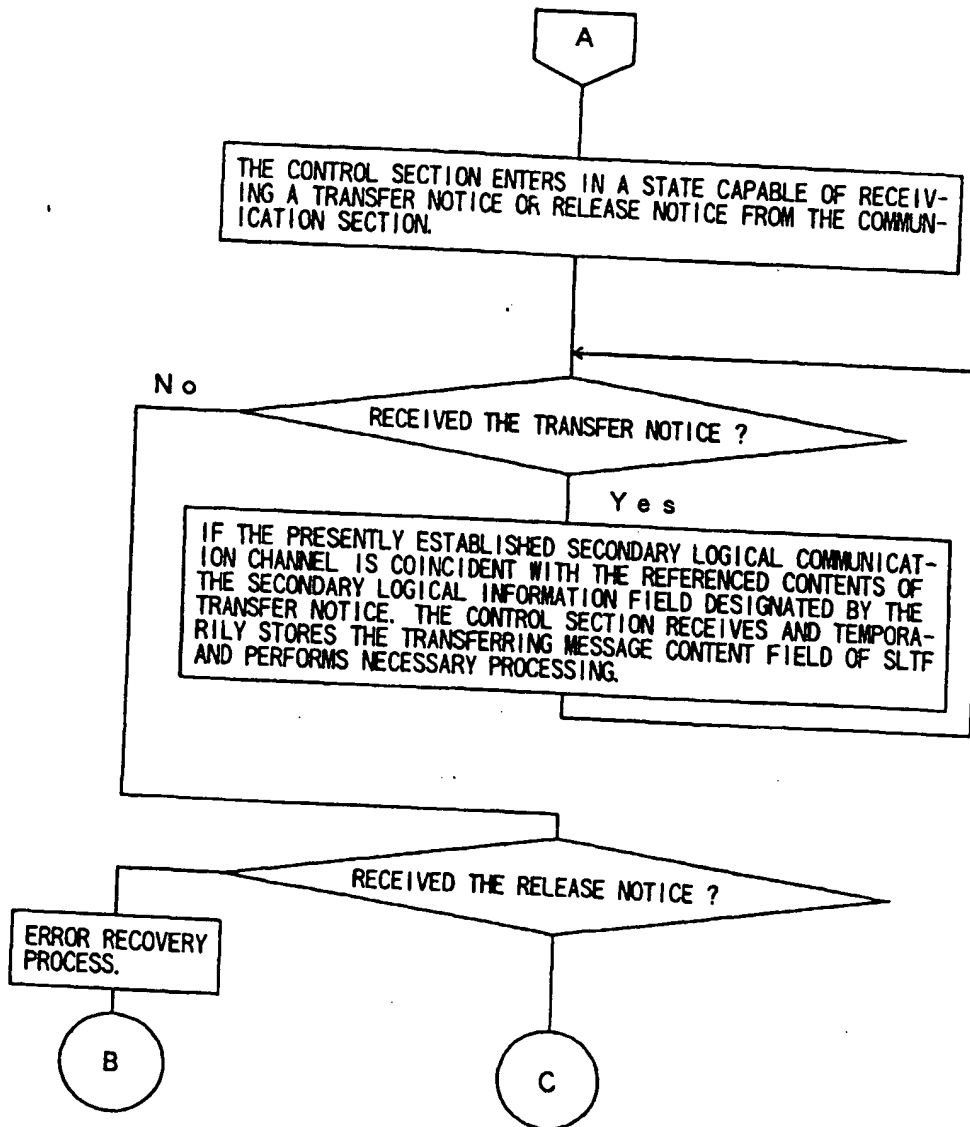 A
THE CONTROL SECTION ENTERS IN A STATE CAPABLE OF RECEIV-
ING A TRANSFER NOTICE OR RELEASE NOTICE FROM THE COMMUN-
ICATION SECTION.
No
RECEIVED THE TRANSFER NOTICE ?
Yes
IF THE PRESENTLY ESTABLISHED SECONDARY LOGICAL COMMUNICAT-
ION CHANNEL IS COINCIDENT WITH THE REFERENCED CONTENTS OF
THE SECONDARY LOGICAL INFORMATION FIELD DESIGNATED BY THE
TRANSFER NOTICE. THE CONTROL SECTION RECEIVES AND TEMPORA-
RILY STORES THE TRANSFERRING MESSAGE CONTENT FIELD OF SLTF
AND PERFORMS NECESSARY PROCESSING.
RECEIVED THE RELEASE NOTICE ?
ERROR RECOVERY
PROCESS.
B
C